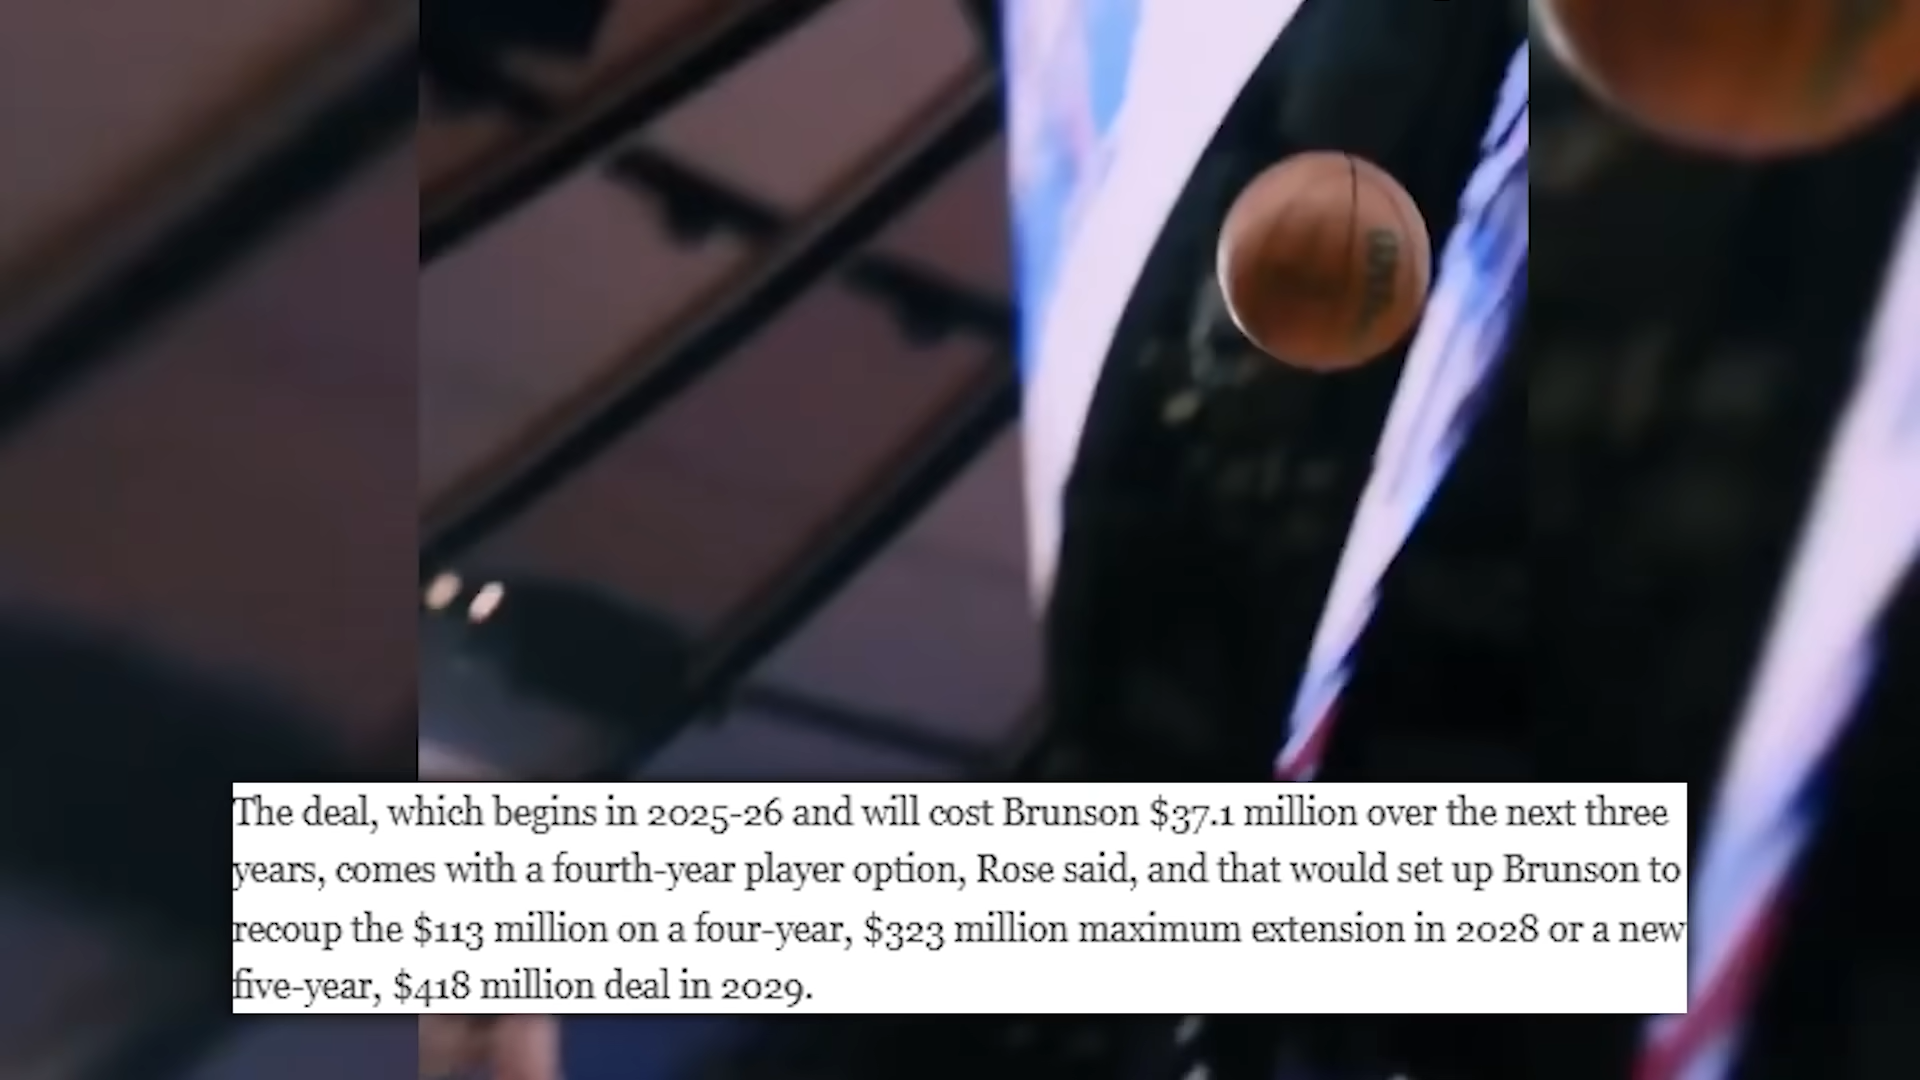 The deal, which begins in 2025-26 and will cost Brunson $37.1 million over the next three
years, comes with a fourth-year player option, Rose said, and that would set up Brunson to
recoup the $113 million on a four-year, $323 million maximum extension in 2028 or a new
five-year, $418 million deal in 2029.